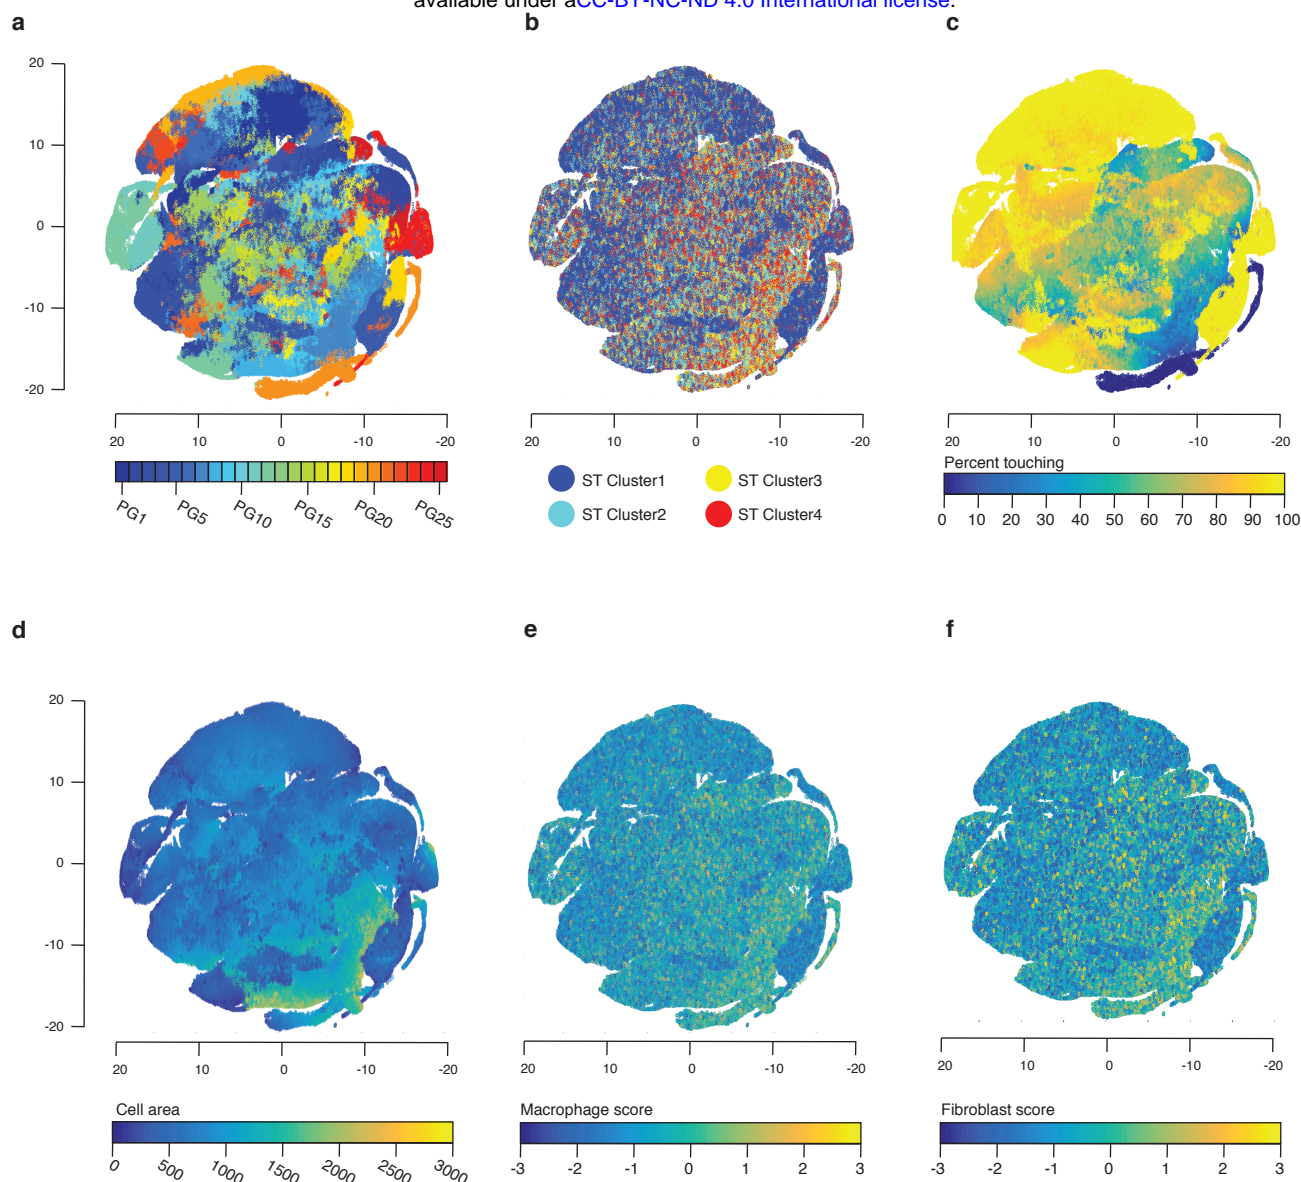 available under aCC-BY-NC-ND 4.0 International license.
a
b
c
20
10
0
-10
-20
20 10 0 -10 -20
20 10 0 -10 -20
20 10 0 -10 -20
PG1 PG5 PG10 PG15 PG20 PG25
ST Cluster1 ST Cluster3
ST Cluster2 ST Cluster4
Percent touching
0 10 20 30 40 50 60 70 80 90 100
d
e
f
20
10
0
-10
-20
20 10 0 -10 -20
20 10 0 -10 -20
20 10 0 -10 -20
Cell area
0 500 1000 1500 2000 2500 3000
Macrophage score
-3 -2 -1 0 1 2 3
Fibroblast score
-3 -2 -1 0 1 2 3